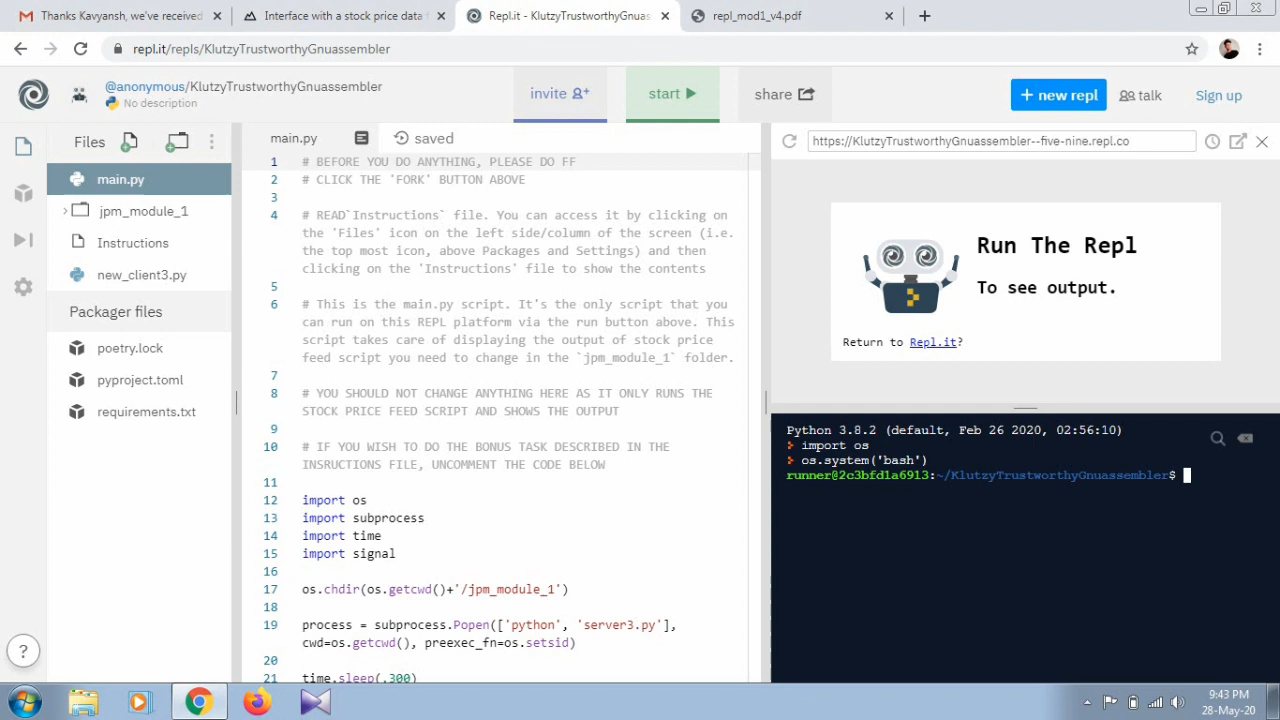 Thanks Kavyansh, we've received
Interface with a stock price data f
Repl.it - KlutzyTrustworthyGnuas
repl_mod1_v4.pdf
repl.it/repls/KlutzyTrustworthyGnuassembler
@anonymous/KlutzyTrustworthyGnuassembler
No description
invite
start
share
+ new repl
talk
Sign up
Files
main.py
jpm_module_1
Instructions
new_client3.py
Packager files
poetry.lock
pyproject.toml
requirements.txt
?
main.py
saved
1 # BEFORE YOU DO ANYTHING, PLEASE DO FF
2 # CLICK THE 'FORK' BUTTON ABOVE
3
4 # READ`Instructions` file. You can access it by clicking on
the 'Files' icon on the left side/column of the screen (i.e.
the top most icon, above Packages and Settings) and then
clicking on the 'Instructions' file to show the contents
5
6 # This is the main.py script. It's the only script that you
can run on this REPL platform via the run button above. This
script takes care of displaying the output of stock price
feed script you need to change in the `jpm_module_1` folder.
7
8 # YOU SHOULD NOT CHANGE ANYTHING HERE AS IT ONLY RUNS THE
STOCK PRICE FEED SCRIPT AND SHOWS THE OUTPUT
9
10 # IF YOU WISH TO DO THE BONUS TASK DESCRIBED IN THE
INSRUCTIONS FILE, UNCOMMENT THE CODE BELOW
11
12 import os
13 import subprocess
14 import time
15 import signal
16
17 os.chdir(os.getcwd()+'/jpm_module_1')
18
19 process = subprocess.Popen(['python', 'server3.py'],
cwd=os.getcwd(), preexec_fn=os.setsid)
20
21 time.sleep(.300)
https://KlutzyTrustworthyGnuassembler--five-nine.repl.co
Run The Repl
To see output.
Return to Repl.it?
Python 3.8.2 (default, Feb 26 2020, 02:56:10)
import os
os.system('bash')
runner@2c3bfd1a6913:~/KlutzyTrustworthyGnuassembler$
9:43 PM
28-May-20